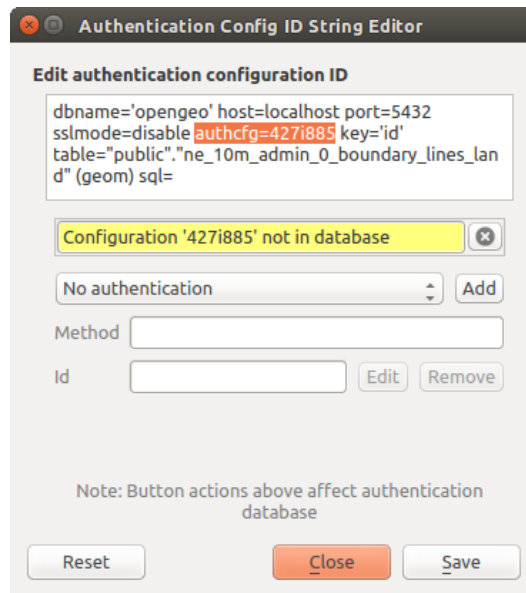 Authentication Config ID String Editor
Edit authentication configuration ID
dbname='opengeo' host=localhost port=5432
sslmode=disable authcfg=427i885 key='id'
table="public"."ne_10m_admin_0_boundary_lines_lan
d" (geom) sql=
Configuration '427i885' not in database
No authentication
Add
Method
Id
Edit
Remove
Note: Button actions above affect authentication
database
Reset
Close
Save